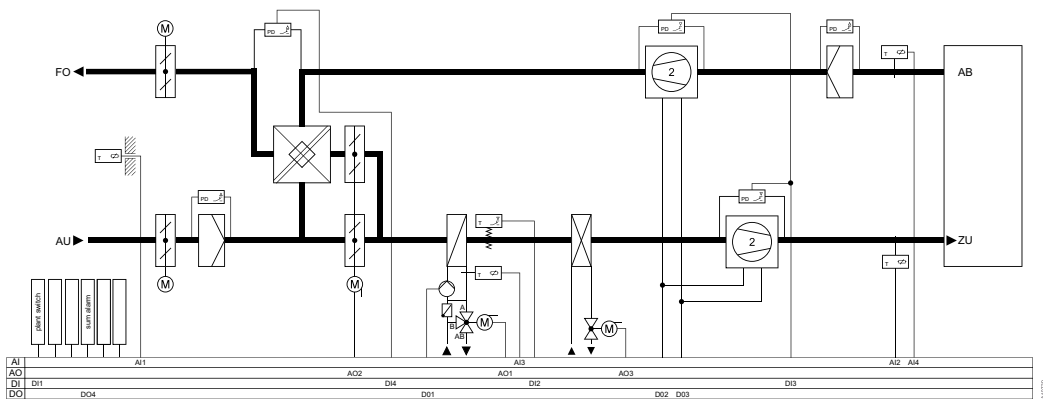 M
PD
PD
PD
2
T
FO
AB
T
PD
PD
T
AU
2
ZU
T
T
M
M
plant switch
sum alarm
A
B
M
AB
M
AI AI1 AI3 AI2 AI4
AO AO2 AO1 AO3
DI DI1 DI4 DI2 DI3
DO DO4 D01 D02 D03